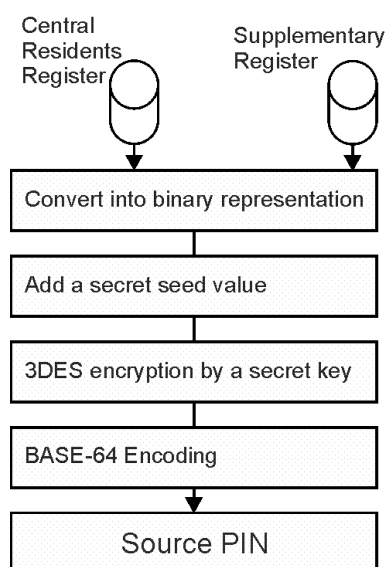 Central
Residents
Register
Supplementary
Register
Convert into binary representation
Add a secret seed value
3DES encryption by a secret key
BASE-64 Encoding
Source PIN